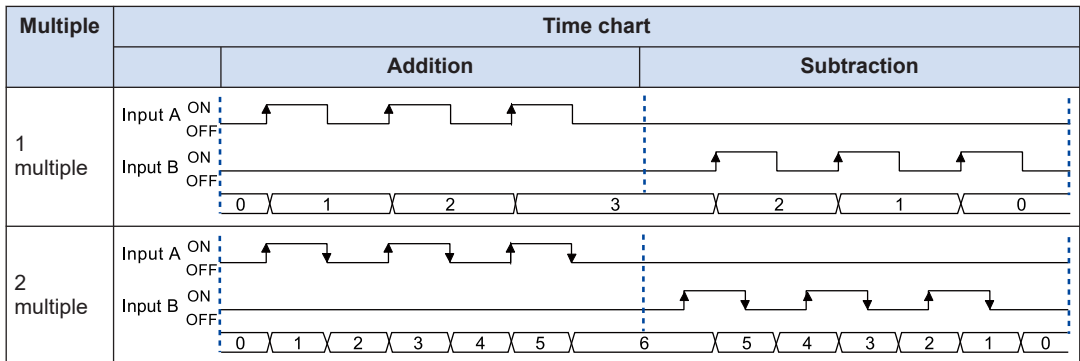 Multiple Time chart
Addition Subtraction
1 multiple
Input A ON
OFF
Input B ON
OFF
0 1 2 3 2 1 0
2 multiple
Input A ON
OFF
Input B ON
OFF
0 1 2 3 4 5 6 5 4 3 2 1 0